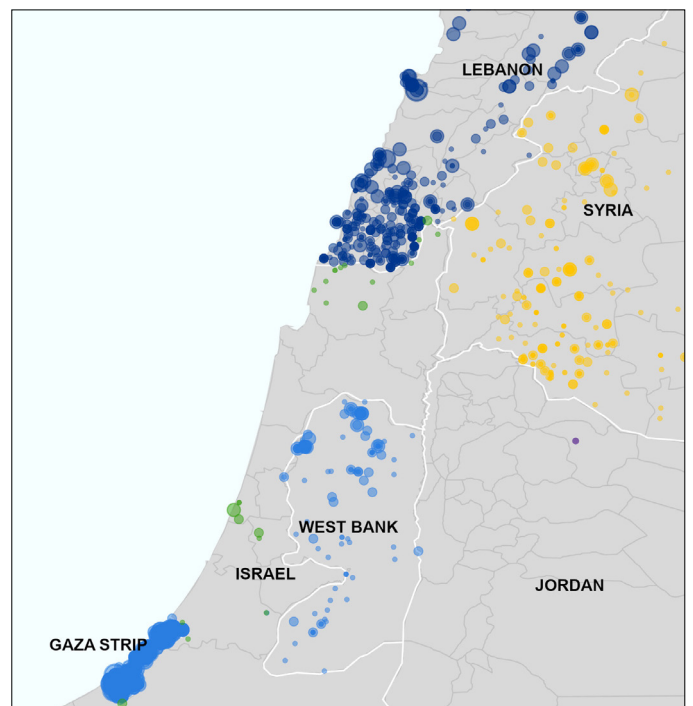 LEBANON
SYRIA
WEST BANK
ISRAEL
JORDAN
GAZA STRIP